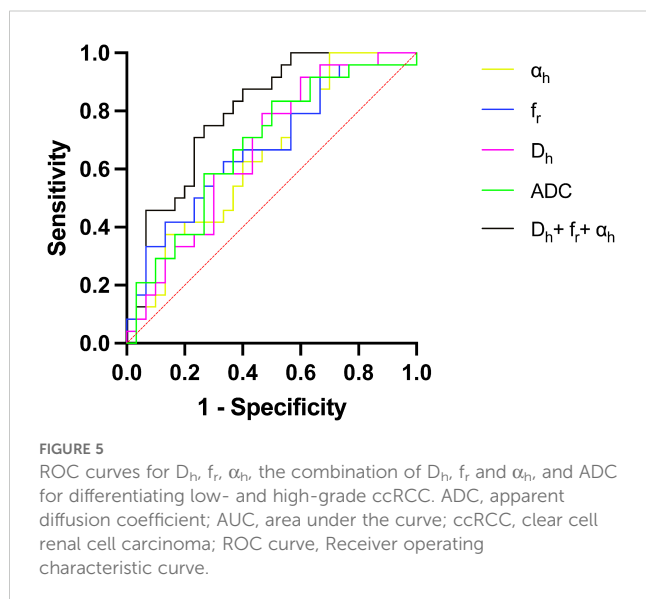 1.0
0.8
0.6
0.4
0.2
0.0
Sensitivity
0.0 0.2 0.4 0.6 0.8 1.0
1 - Specificity
αh
fr
Dh
ADC
Dh+ fr+ αh
FIGURE 5
ROC curves for Dh, fr, αh, the combination of Dh, fr and αh, and ADC
for differentiating low- and high-grade ccRCC. ADC, apparent
diffusion coefficient; AUC, area under the curve; ccRCC, clear cell
renal cell carcinoma; ROC curve, Receiver operating
characteristic curve.